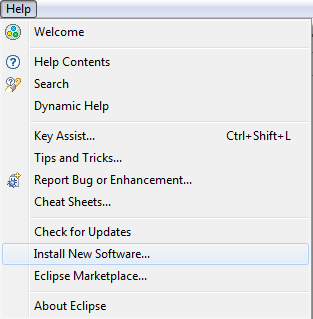 Help
Welcome
Help Contents
Search
Dynamic Help
Key Assist... Ctrl+Shift+L
Tips and Tricks...
Report Bug or Enhancement...
Cheat Sheets...
Check for Updates
Install New Software...
Eclipse Marketplace...
About Eclipse